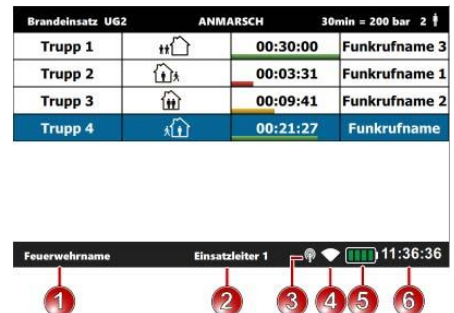 Brandeinsatz UG2 ANMARSCH 30min = 200 bar 2
Trupp 1 00:30:00 Funkrufname 3
Trupp 2 00:03:31 Funkrufname 1
Trupp 3 00:09:41 Funkrufname 2
Trupp 4 00:21:27 Funkrufname
Feuerwehrname Einsatzleiter 1 11:36:36
1 2 3 4 5 6